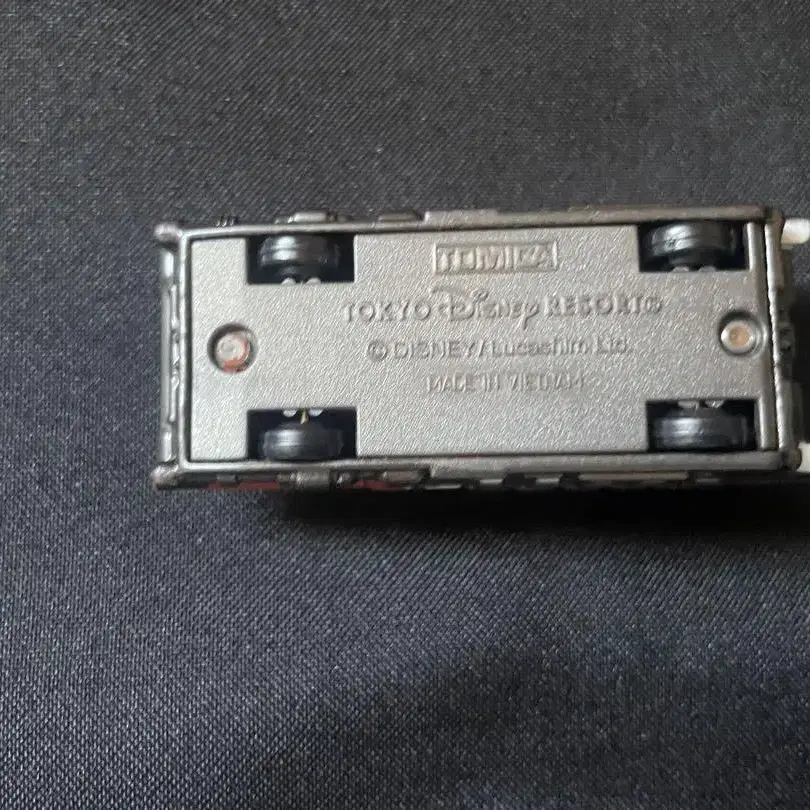 TOMICA
TOKYO Disney RESORT®
© DISNEY/Lucasfilm Ltd.
MADE IN VIETNAM